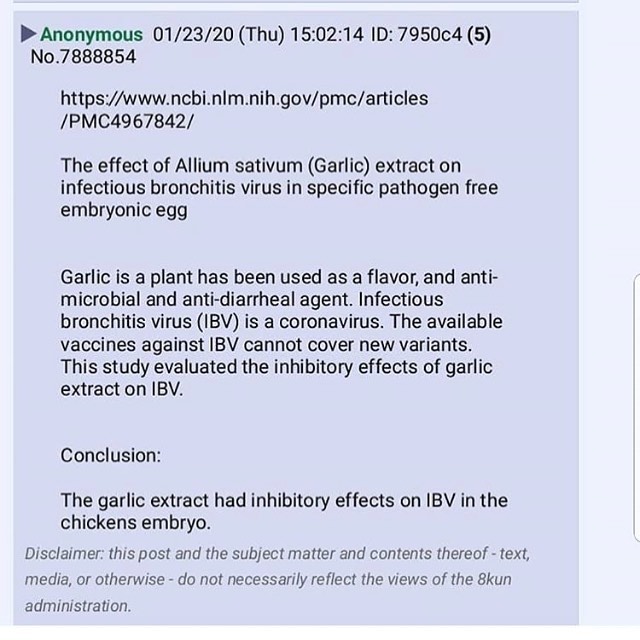 ▶Anonymous 01/23/20 (Thu) 15:02:14 ID: 7950c4 (5)
No.7888854
https://www.ncbi.nlm.nih.gov/pmc/articles
/PMC4967842/
The effect of Allium sativum (Garlic) extract on
infectious bronchitis virus in specific pathogen free
embryonic egg
Garlic is a plant has been used as a flavor, and anti-
microbial and anti-diarrheal agent. Infectious
bronchitis virus (IBV) is a coronavirus. The available
vaccines against IBV cannot cover new variants.
This study evaluated the inhibitory effects of garlic
extract on IBV.
Conclusion:
The garlic extract had inhibitory effects on IBV in the
chickens embryo.
Disclaimer: this post and the subject matter and contents thereof - text,
media, or otherwise - do not necessarily reflect the views of the 8kun
administration.